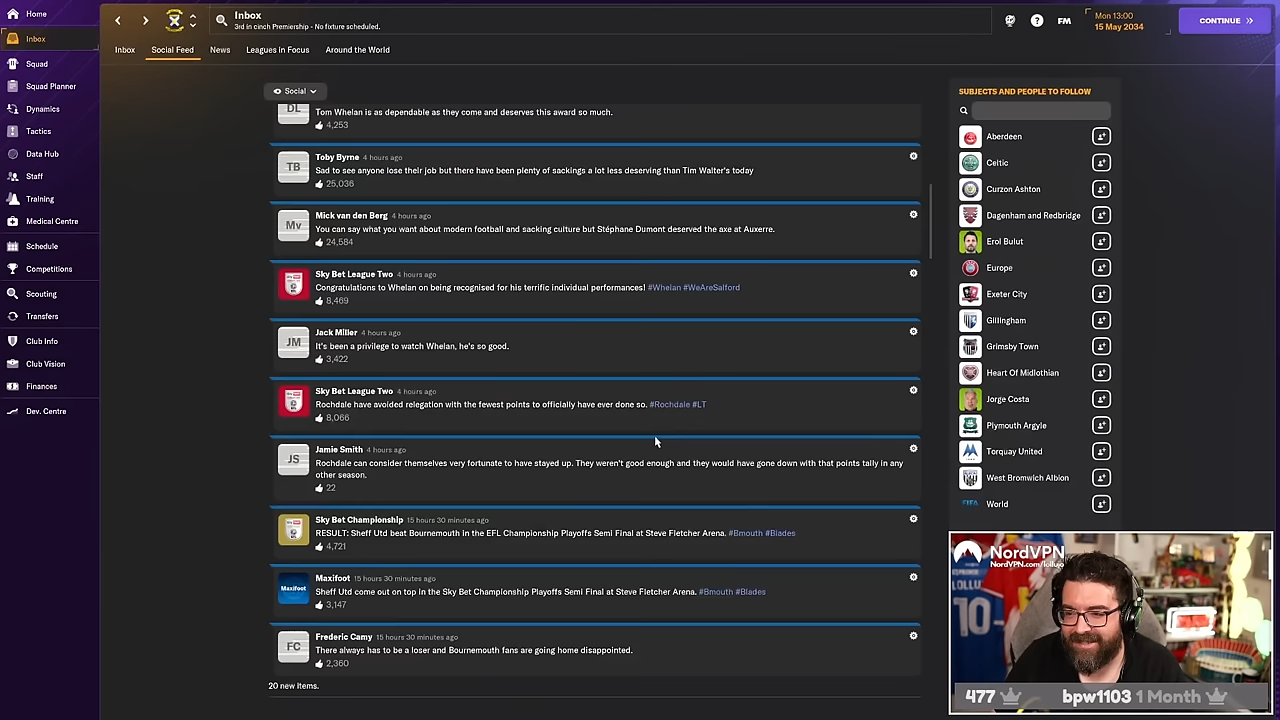 Home
Inbox
Squad
Squad Planner
Dynamics
Tactics
Data Hub
Staff
Training
Medical Centre
Schedule
Competitions
Scouting
Transfers
Club Info
Club Vision
Finances
Dev. Centre
Inbox
3rd in cinch Premiership - No fixture scheduled.
FM
Mon 13:00
15 May 2034
CONTINUE
Inbox
Social Feed
News
Leagues In Focus
Around the World
Social
DL
Tom Whelan is as dependable as they come and deserves this award so much.
4,253
TB
Toby Byrne 4 hours ago
Sad to see anyone lose their job but there have been plenty of sackings a lot less deserving than Tim Walter's today
25,036
Mv
Mick van den Berg 4 hours ago
You can say what you want about modern football and sacking culture but Stéphane Dumont deserved the axe at Auxerre.
24,584
Sky Bet League Two 4 hours ago
Congratulations to Whelan on being recognised for his terrific individual performances! #Whelan #WeAreSalford
8,469
JM
Jack Miller 4 hours ago
It's been a privilege to watch Whelan, he's so good.
3,422
Sky Bet League Two 4 hours ago
Rochdale have avoided relegation with the fewest points to officially have ever done so. #Rochdale #LT
8,066
JS
Jamie Smith 4 hours ago
Rochdale can consider themselves very fortunate to have stayed up. They weren't good enough and they would have gone down with that points tally in any
other season.
22
Sky Bet Championship 15 hours 30 minutes ago
RESULT: Sheff Utd beat Bournemouth in the EFL Championship Playoffs Semi Final at Steve Fletcher Arena. #Bmouth #Blades
4,721
Maxifoot
Maxifoot 15 hours 30 minutes ago
Sheff Utd come out on top in the Sky Bet Championship Playoffs Semi Final at Steve Fletcher Arena. #Bmouth #Blades
3,147
FC
Frederic Camy 15 hours 30 minutes ago
There always has to be a loser and Bournemouth fans are going home disappointed.
2,360
20 new items.
SUBJECTS AND PEOPLE TO FOLLOW
Aberdeen
Celtic
Curzon Ashton
Dagenham and Redbridge
Erol Bulut
Europe
Exeter City
Gillingham
Grimsby Town
Heart Of Midlothian
Jorge Costa
Plymouth Argyle
Torquay United
West Bromwich Albion
FIFA
World
NordVPN
NordVPN.com/lollujo
LOLLU
10
477
bpw1103 1 Month